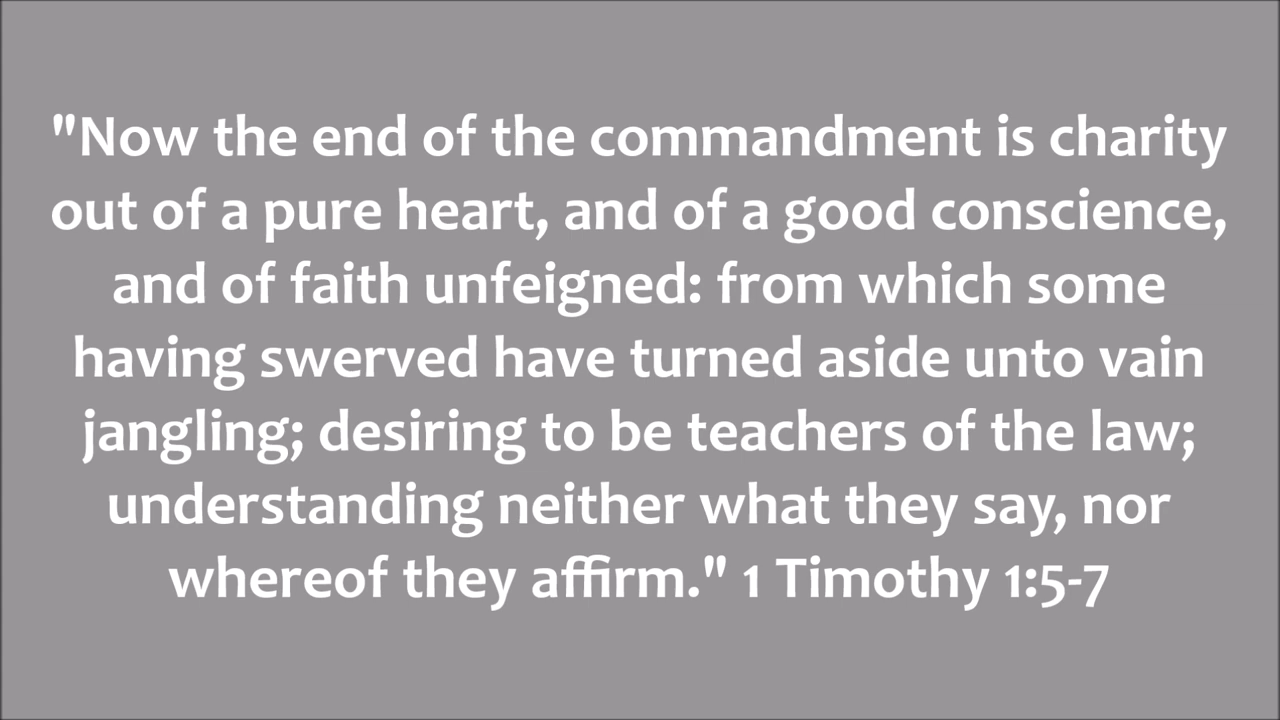 "Now the end of the commandment is charity
out of a pure heart, and of a good conscience,
and of faith unfeigned: from which some
having swerved have turned aside unto vain
jangling; desiring to be teachers of the law;
understanding neither what they say, nor
whereof they affirm." 1 Timothy 1:5-7